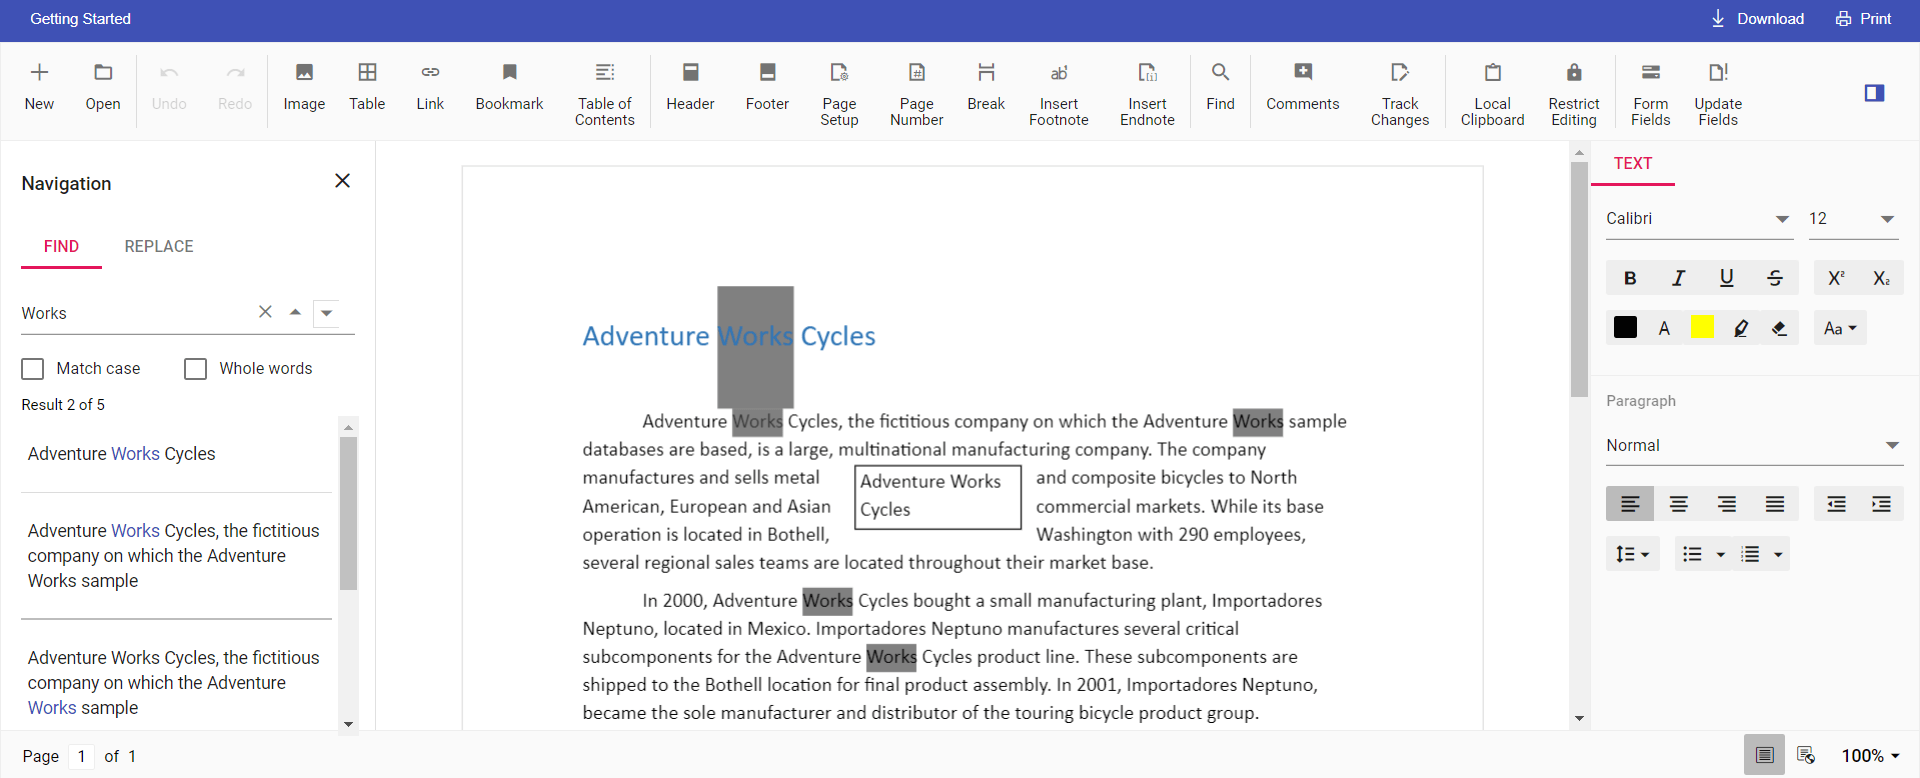 Getting Started
Download
Print
New
Open
Undo
Redo
Image
Table
Link
Bookmark
Table of
Contents
Header
Footer
Page
Setup
Page
Number
Break
Insert
Footnote
Insert
Endnote
Find
Comments
Track
Changes
Local
Clipboard
Restrict
Editing
Form
Fields
Update
Fields
Navigation
FIND
REPLACE
Works
Match case
Whole words
Result 2 of 5
Adventure Works Cycles
Adventure Works Cycles, the fictitious
company on which the Adventure
Works sample
Adventure Works Cycles, the fictitious
company on which the Adventure
Works sample
Adventure Works Cycles
Adventure Works Cycles, the fictitious company on which the Adventure Works sample
databases are based, is a large, multinational manufacturing company. The company
manufactures and sells metal and composite bicycles to North
American, European and Asian commercial markets. While its base
operation is located in Bothell, Washington with 290 employees,
several regional sales teams are located throughout their market base.
Adventure Works
Cycles
In 2000, Adventure Works Cycles bought a small manufacturing plant, Importadores
Neptuno, located in Mexico. Importadores Neptuno manufactures several critical
subcomponents for the Adventure Works Cycles product line. These subcomponents are
shipped to the Bothell location for final product assembly. In 2001, Importadores Neptuno,
became the sole manufacturer and distributor of the touring bicycle product group.
TEXT
Calibri
12
B I U S X² X₂
A
Aa
Paragraph
Normal
Page 1 of 1
100%